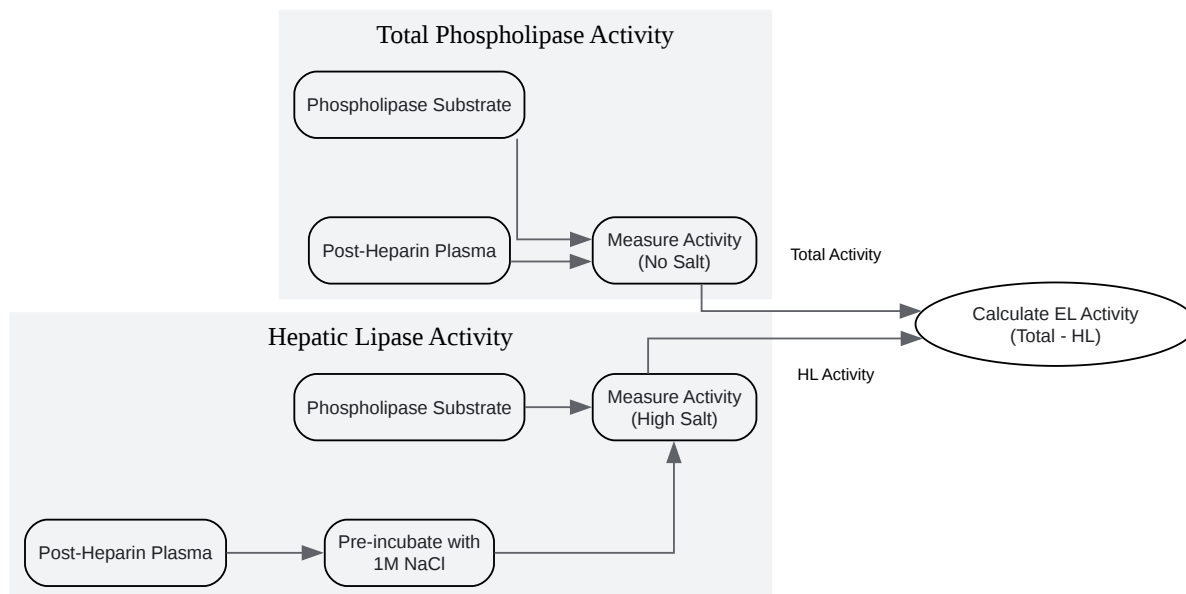 Total Phospholipase Activity
Phospholipase Substrate
Post-Heparin Plasma
Measure Activity
(No Salt)
Total Activity
Calculate EL Activity
(Total - HL)
Hepatic Lipase Activity
HL Activity
Phospholipase Substrate
Measure Activity
(High Salt)
Post-Heparin Plasma
Pre-incubate with
1M NaCl